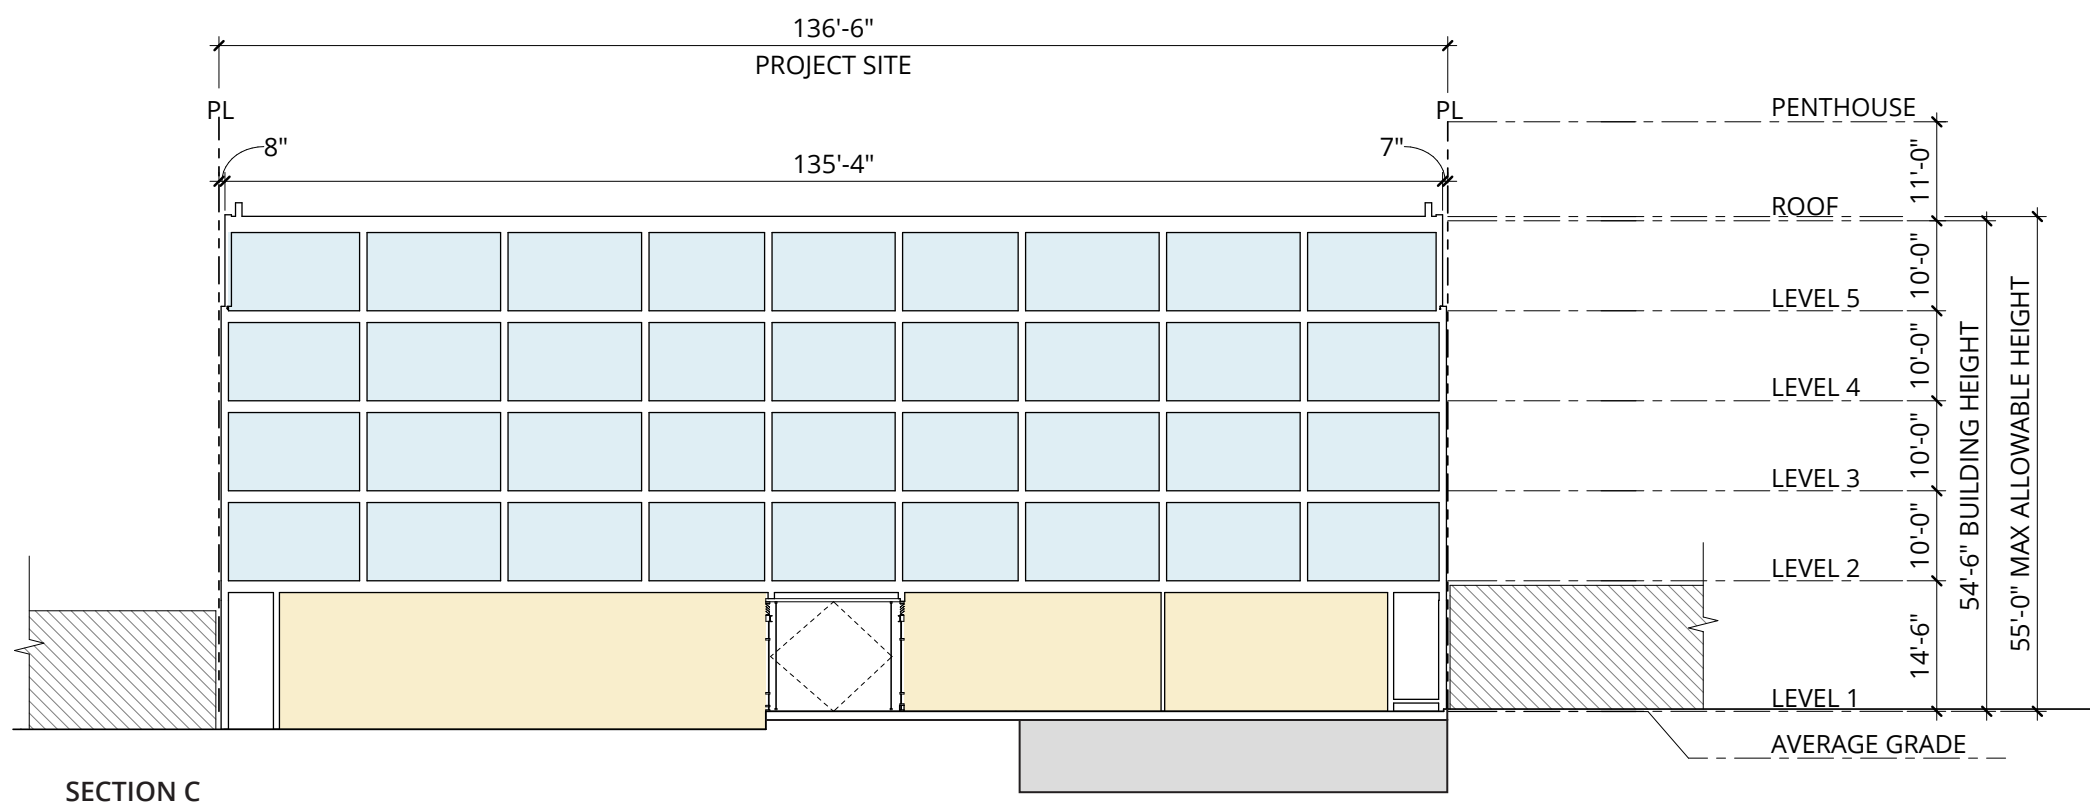 136'-6"
PROJECT SITE
PL
PL
PENTHOUSE
8"
135'-4"
7"
11'-0"
ROOF
10'-0"
LEVEL 5
10'-0"
LEVEL 4
10'-0"
LEVEL 3
10'-0"
LEVEL 2
14'-6"
LEVEL 1
54'-6" BUILDING HEIGHT
55'-0" MAX ALLOWABLE HEIGHT
AVERAGE GRADE
SECTION C